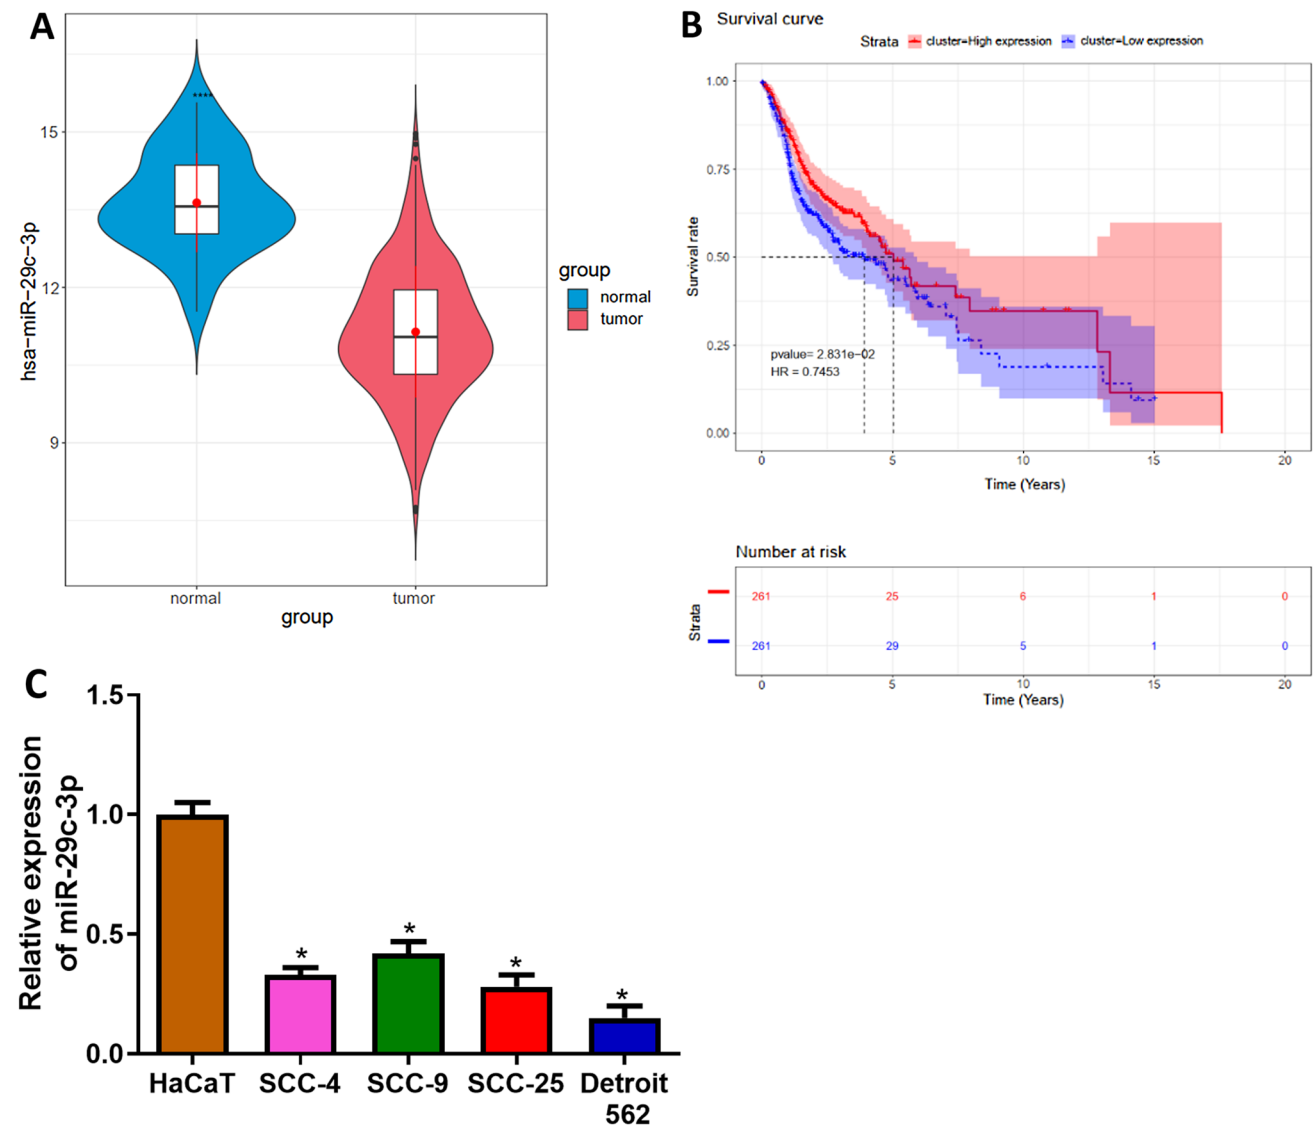 A
hsa−miR−29c−3p
15
12
9
****
normal
tumor
group
group
normal
tumor
B
Survival curve
Strata
cluster=High expression
cluster=Low expression
Survival rate
1.00
0.75
0.50
0.25
0.00
pvalue= 2.831e−02
HR = 0.7453
0 5 10 15 20
Time (Years)
Number at risk
Strata
261 25 6 1 0
261 29 5 1 0
0 5 10 15 20
Time (Years)
C
Relative expression
of miR-29c-3p
1.5
1.0
0.5
0.0
* * * *
HaCaT SCC-4 SCC-9 SCC-25 Detroit
562